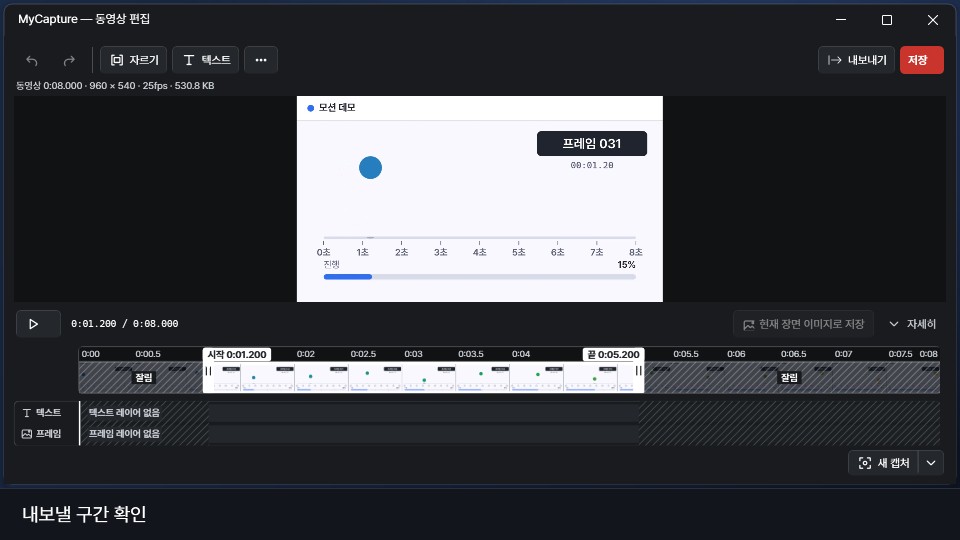 MyCapture — 동영상 편집
자르기
텍스트
내보내기
저장
동영상 0:08.000 · 960 × 540 · 25fps · 530.8 KB
모션 데모
프레임 031
00:01.20
0초 1초 2초 3초 4초 5초 6초 7초 8초
진행 15%
0:01.200 / 0:08.000
현재 장면 이미지로 저장
자세히
0:00 0:00.5 시작 0:01.200 0:02 0:02.5 0:03 0:03.5 0:04 끝 0:05.200 0:05.5 0:06 0:06.5 0:07 0:07.5 0:08
잘림 잘림
텍스트 텍스트 레이어 없음
프레임 프레임 레이어 없음
새 캡처
내보낼 구간 확인